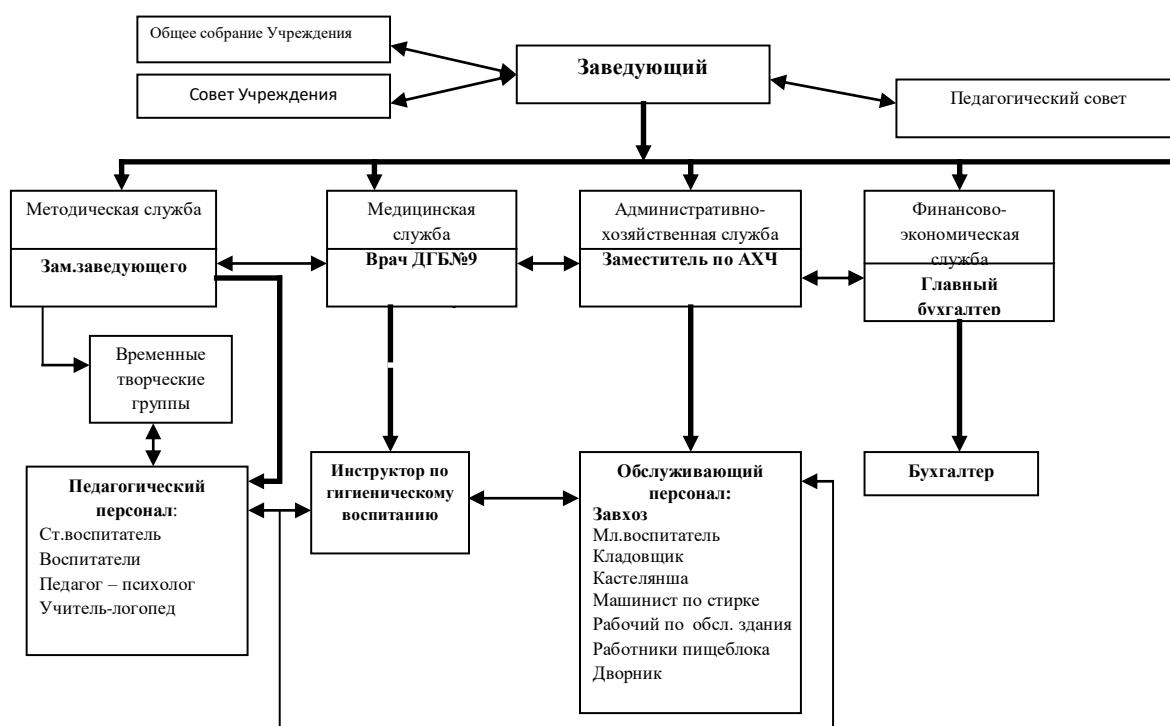 Общее собрание Учреждения
Заведующий
Совет Учреждения
Педагогический совет
Методическая служба
Зам.заведующего
Медицинская
служба
Врач ДГБ№9
Административно-
хозяйственная служба
Заместитель по АХЧ
Финансово-
экономическая
служба
Главный
бухгалтер
Временные
творческие
группы
Педагогический
персонал:
Ст.воспитатель
Воспитатели
Педагог – психолог
Учитель-логопед
Инструктор по
гигиеническому
воспитанию
Обслуживающий
персонал:
Завхоз
Мл.воспитатель
Кладовщик
Кастелянша
Машинист по стирке
Рабочий по обсл. здания
Работники пищеблока
Дворник
Бухгалтер